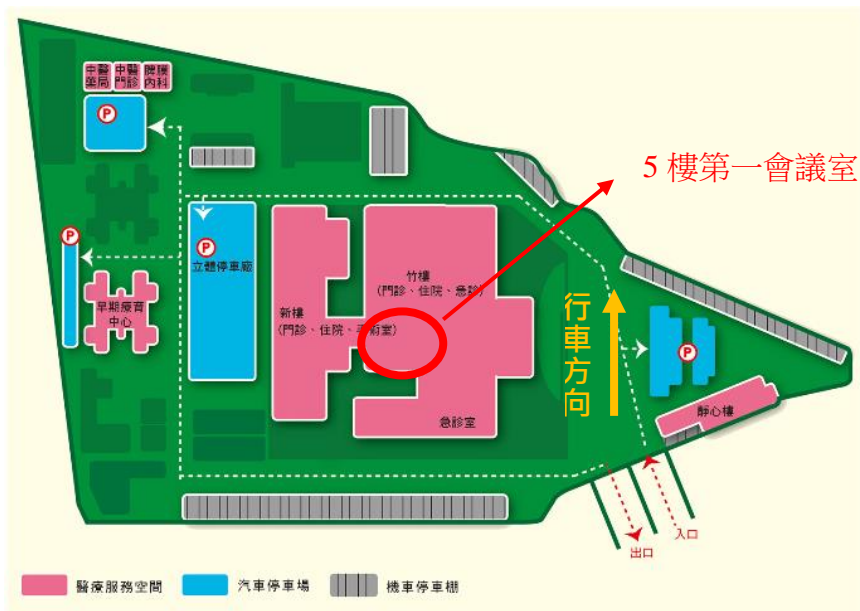 中醫藥局
中醫門診
脾膜內科
P
5 樓第一會議室
P
P
立體停車廠
竹樓
(門診、住院、急診)
新樓
(門診、住院、手術室)
早期療育
中心
行車方向
P
靜心樓
急診室
出口
入口
醫療服務空間
汽車停車場
機車停車棚